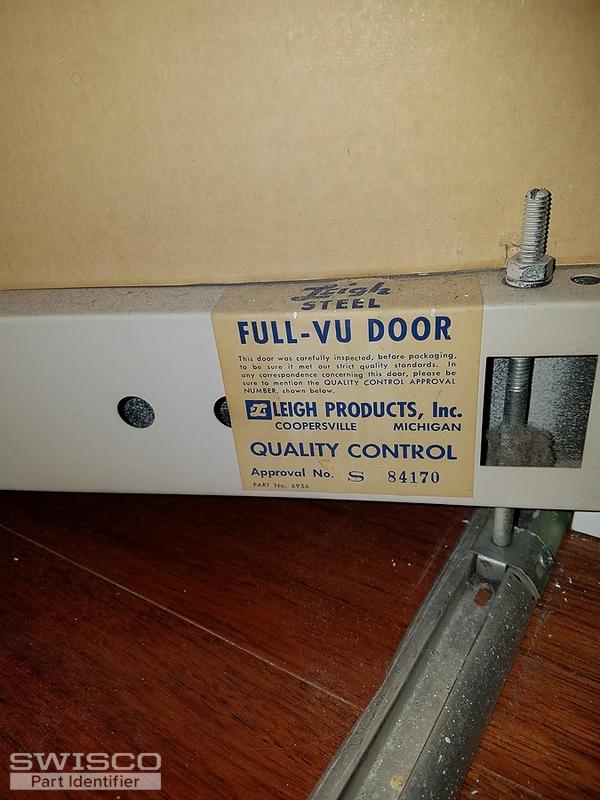 Leigh
STEEL
FULL-VU DOOR
This door was carefully inspected, before packaging,
to be sure it met our strict quality standards. In
any correspondence concerning this door, please be
sure to mention the QUALITY CONTROL APPROVAL
NUMBER, shown below.
LEIGH PRODUCTS, Inc.
COOPERSVILLE MICHIGAN
QUALITY CONTROL
Approval No. S 84170
PART No. 6956
SWISCO
Part Identifier